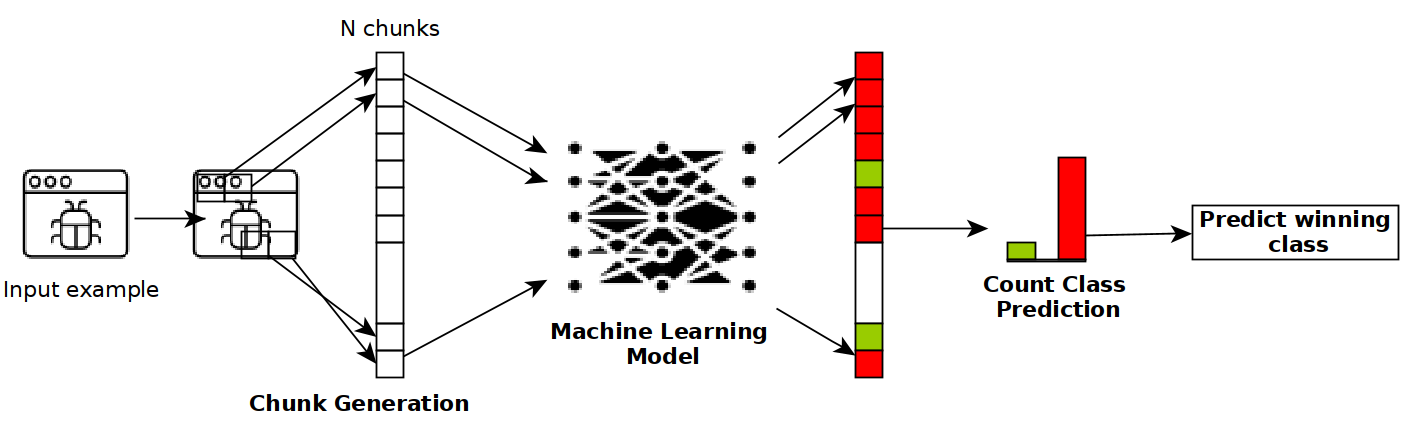 N chunks
Input example
Chunk Generation
Machine Learning
Model
Count Class
Prediction
Predict winning
class